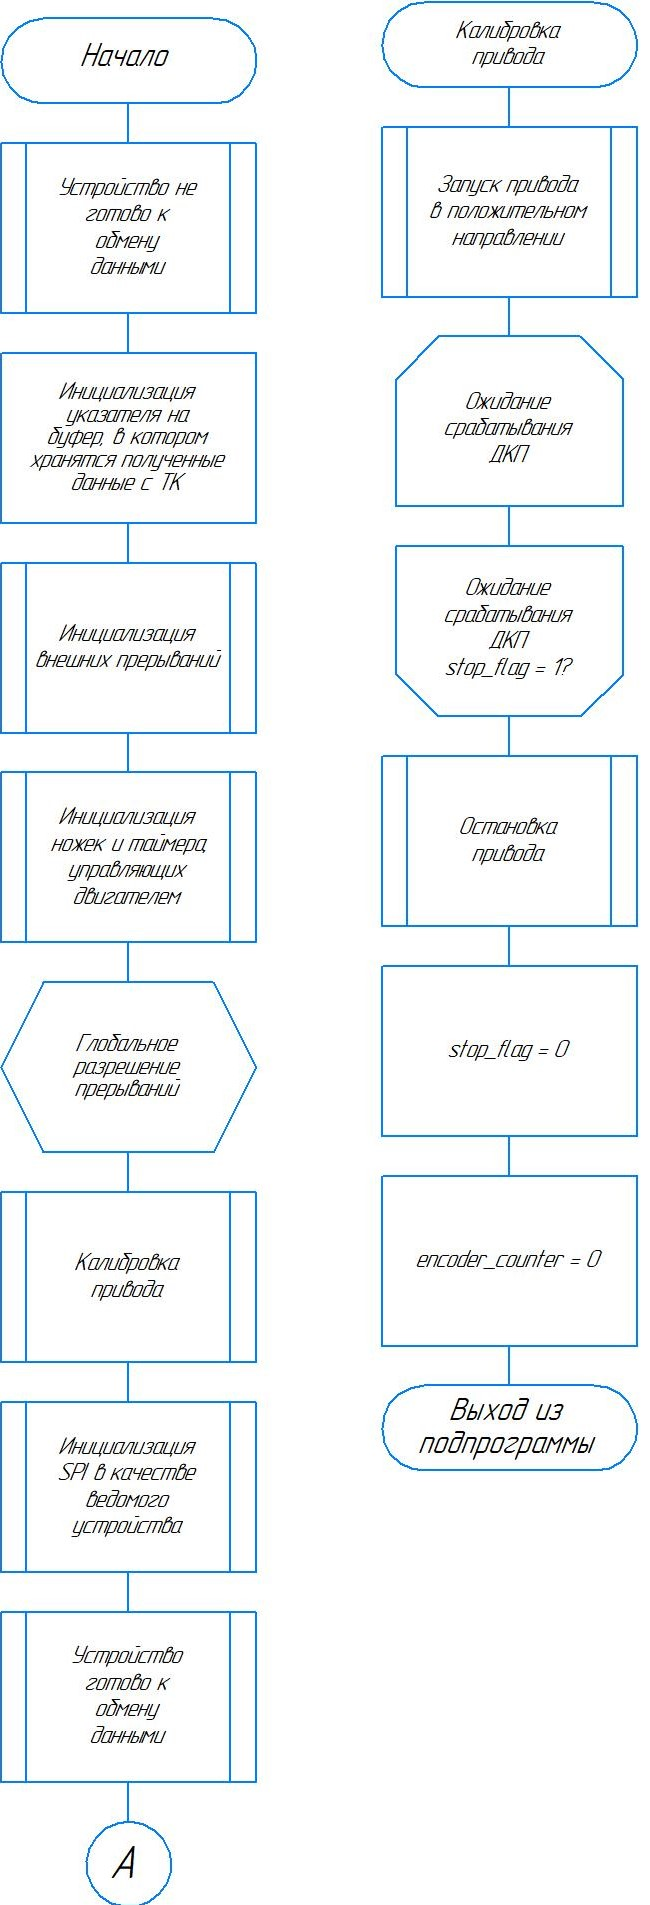 Начало
Устройство не
готово к
обмену
данными
Инициализация
указателя на
буфер, в котором
хранятся полученные
данные с ТК
Инициализация
внешних прерываний
Инициализация
ножек и таймера,
управляющих
двигателем
Глобальное
разрешение
прерываний
Калибровка
привода
Инициализация
SPI в качестве
ведомого
устройства
Устройство
готово к
обмену
данными
А
Калибровка
привода
Запуск привода
в положительном
направлении
Ожидание
срабатывания
ДКП
Ожидание
срабатывания
ДКП
stop_flag = 1?
Остановка
привода
stop_flag = 0
encoder_counter = 0
Выход из
подпрограммы